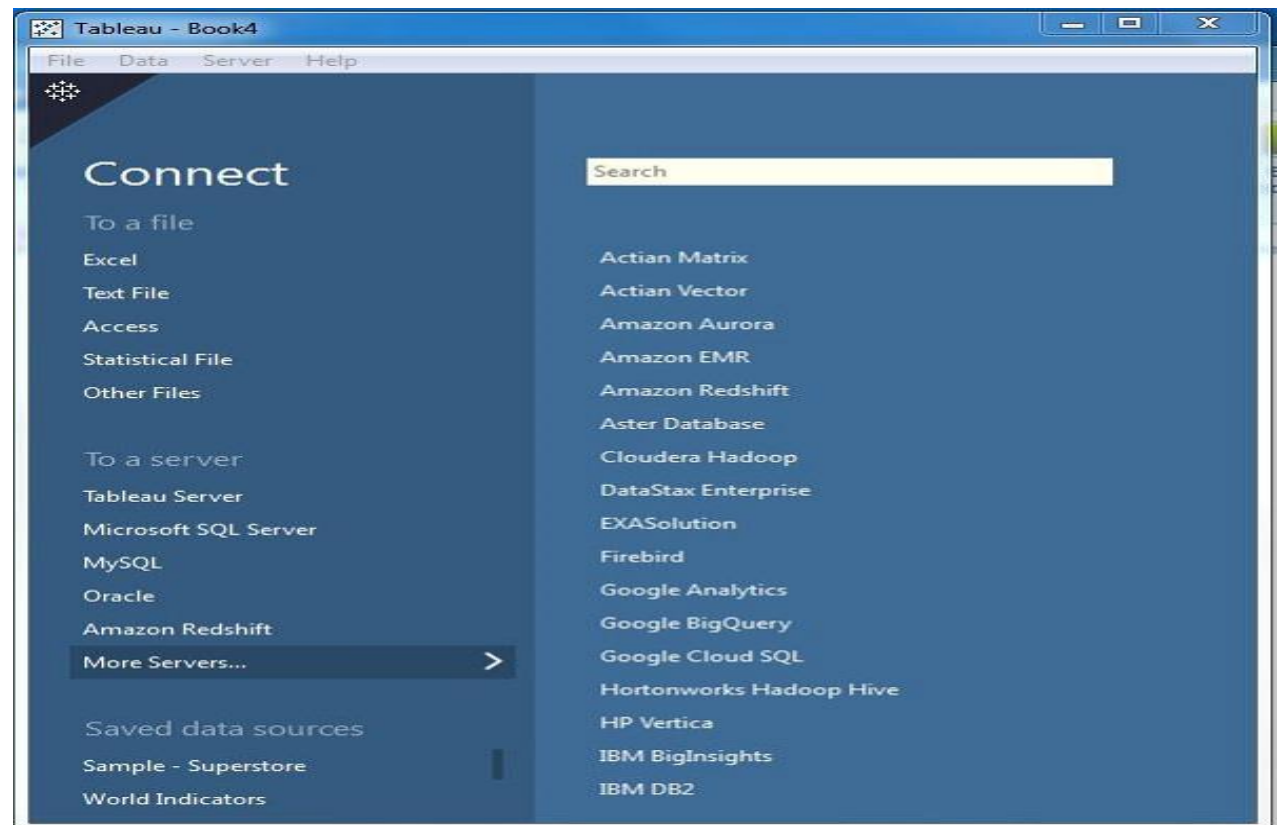 Tableau - Book4
File Data Server Help
Connect
To a file
Excel
Text File
Access
Statistical File
Other Files
To a server
Tableau Server
Microsoft SQL Server
MySQL
Oracle
Amazon Redshift
More Servers...
Saved data sources
Sample - Superstore
World Indicators
Search
Actian Matrix
Actian Vector
Amazon Aurora
Amazon EMR
Amazon Redshift
Aster Database
Cloudera Hadoop
DataStax Enterprise
EXASolution
Firebird
Google Analytics
Google BigQuery
Google Cloud SQL
Hortonworks Hadoop Hive
HP Vertica
IBM BigInsights
IBM DB2